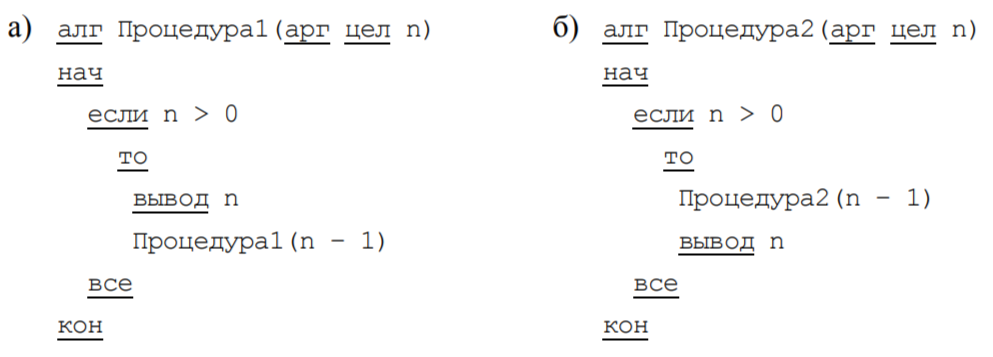 а) алг Процедура1(арг цел n)
нач
если n > 0
то
вывод n
Процедура1(n – 1)
все
кон
б) алг Процедура2(арг цел n)
нач
если n > 0
то
Процедура2(n – 1)
вывод n
все
кон